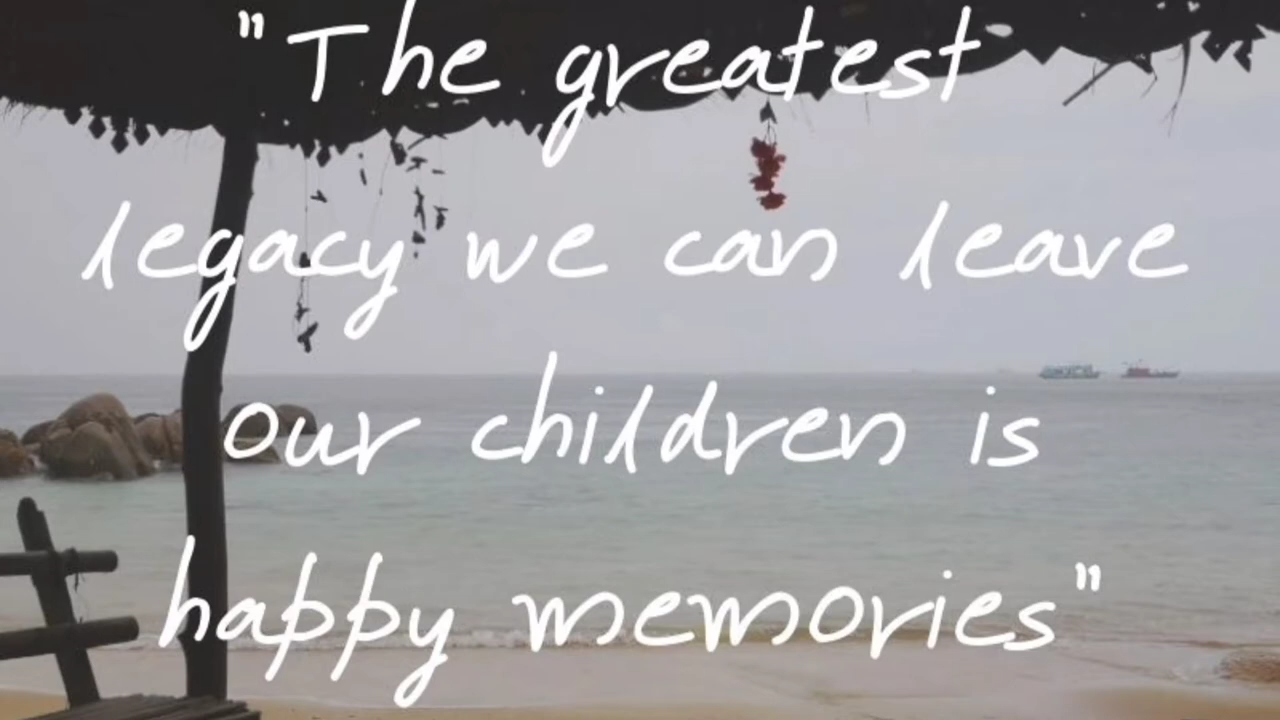 "The greatest
legacy we can leave
our children is
happy memories"